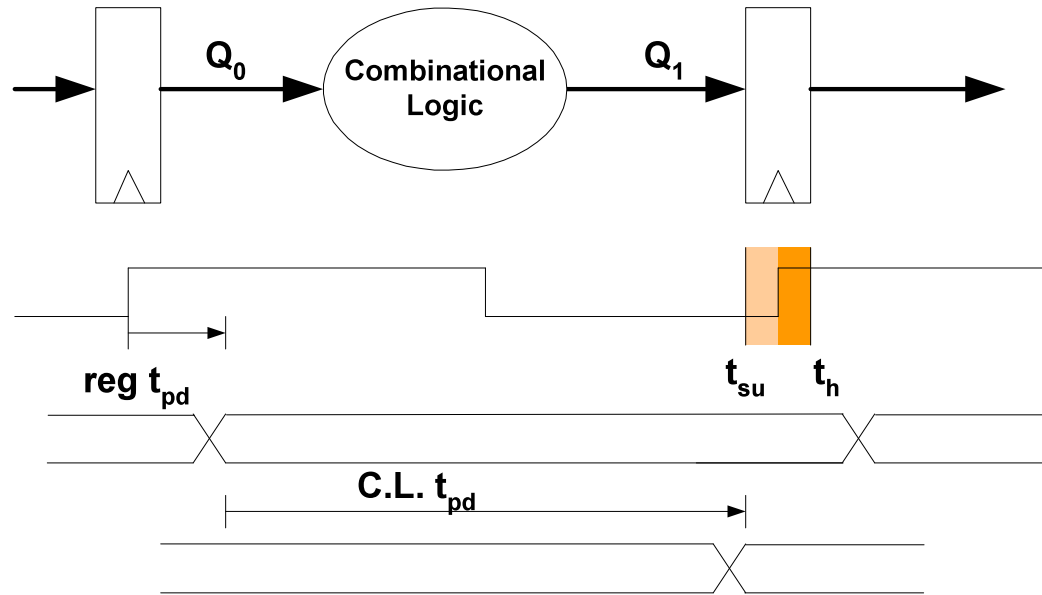 Q0
Combinational
Logic
Q1
reg tpd
tsu
th
C.L. tpd